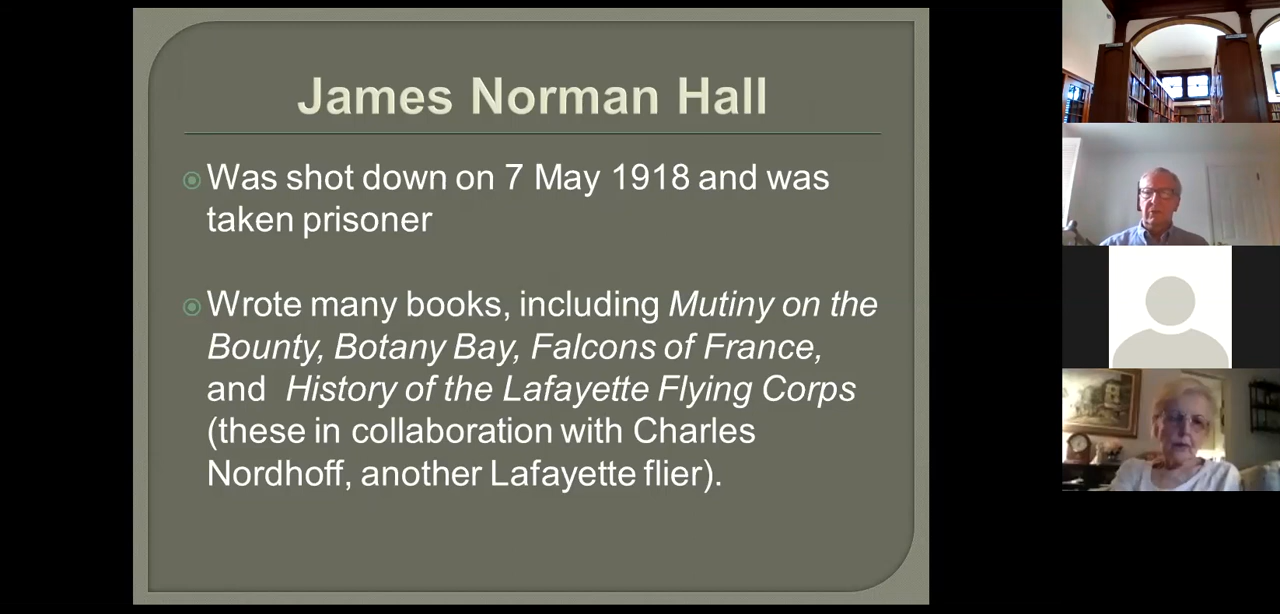 James Norman Hall
Was shot down on 7 May 1918 and was
taken prisoner
Wrote many books, including Mutiny on the
Bounty, Botany Bay, Falcons of France,
and History of the Lafayette Flying Corps
(these in collaboration with Charles
Nordhoff, another Lafayette flier).